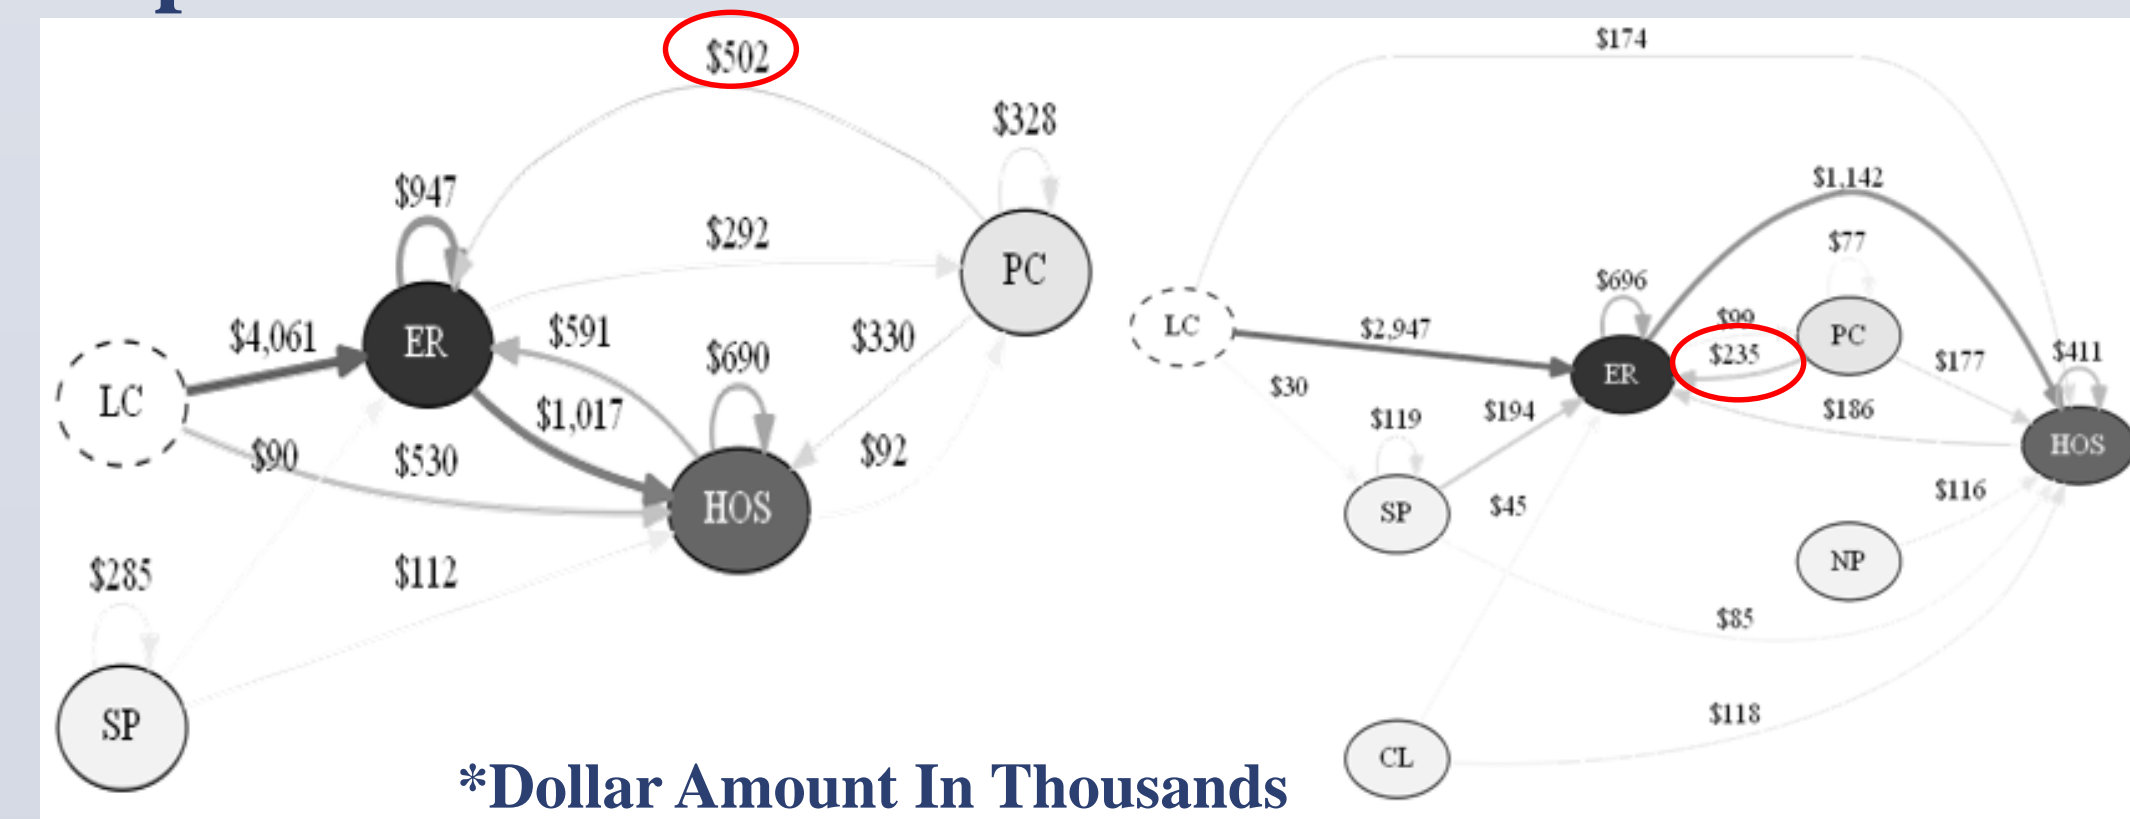 $502
$328
$947
$292
PC
$4,061
ER
$591
$330
$690
LC
$1,017
$90
$530
$92
HOS
$285
$112
SP
$174
$1,142
$77
$696
$99
LC
$2,947
PC
$235
$177
$411
ER
$30
$119
$194
$186
HOS
SP
$45
$116
NP
$85
$118
CL
*Dollar Amount In Thousands